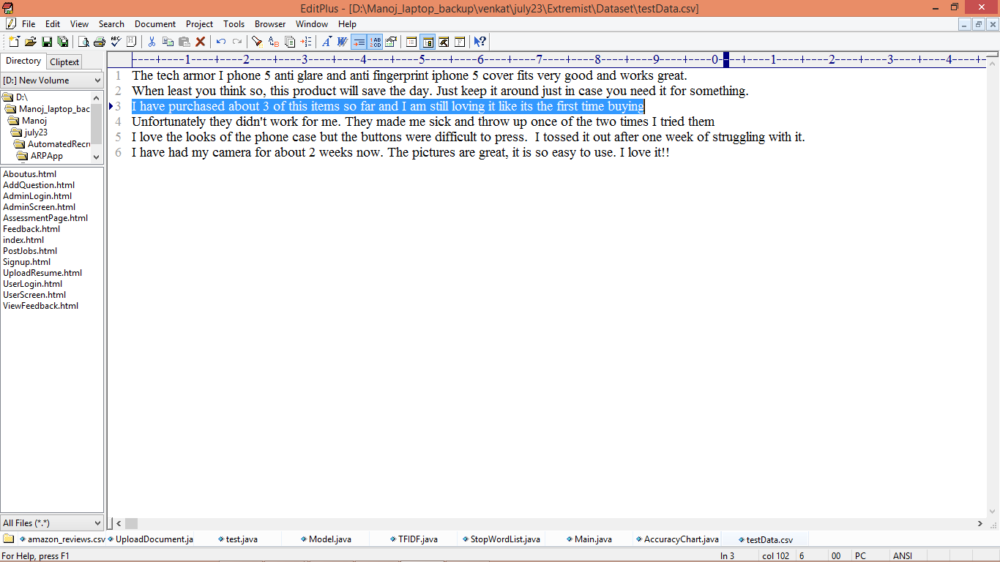 EditPlus - [D:\Manoj_laptop_backup\venkat\july23\Extremist\Dataset\testData.csv]
File Edit View Search Document Project Tools Browser Window Help
Directory Cliptext
[D:] New Volume
D:\
Manoj_laptop_bac
Manoj
july23
AutomatedRecru
ARPApp
Aboutus.html
AddQuestion.html
AdminLogin.html
AdminScreen.html
AssessmentPage.html
Feedback.html
index.html
PostJobs.html
Signup.html
UploadResume.html
UserLogin.html
UserScreen.html
ViewFeedback.html
All Files (*.*)
----+----1----+----2----+----3----+----4----+----5----+----6----+----7----+----8----+----9----+----0----+----1----+----2----+----3----+----4----+-
1 The tech armor I phone 5 anti glare and anti fingerprint iphone 5 cover fits very good and works great.
2 When least you think so, this product will save the day. Just keep it around just in case you need it for something.
3 I have purchased about 3 of this items so far and I am still loving it like its the first time buying
4 Unfortunately they didn't work for me. They made me sick and throw up once of the two times I tried them
5 I love the looks of the phone case but the buttons were difficult to press.  I tossed it out after one week of struggling with it.
6 I have had my camera for about 2 weeks now. The pictures are great, it is so easy to use. I love it!!
amazon_reviews.csv UploadDocument.ja test.java Model.java TFIDF.java StopWordList.java Main.java AccuracyChart.java testData.csv
For Help, press F1 ln 3 col 102 6 00 PC ANSI